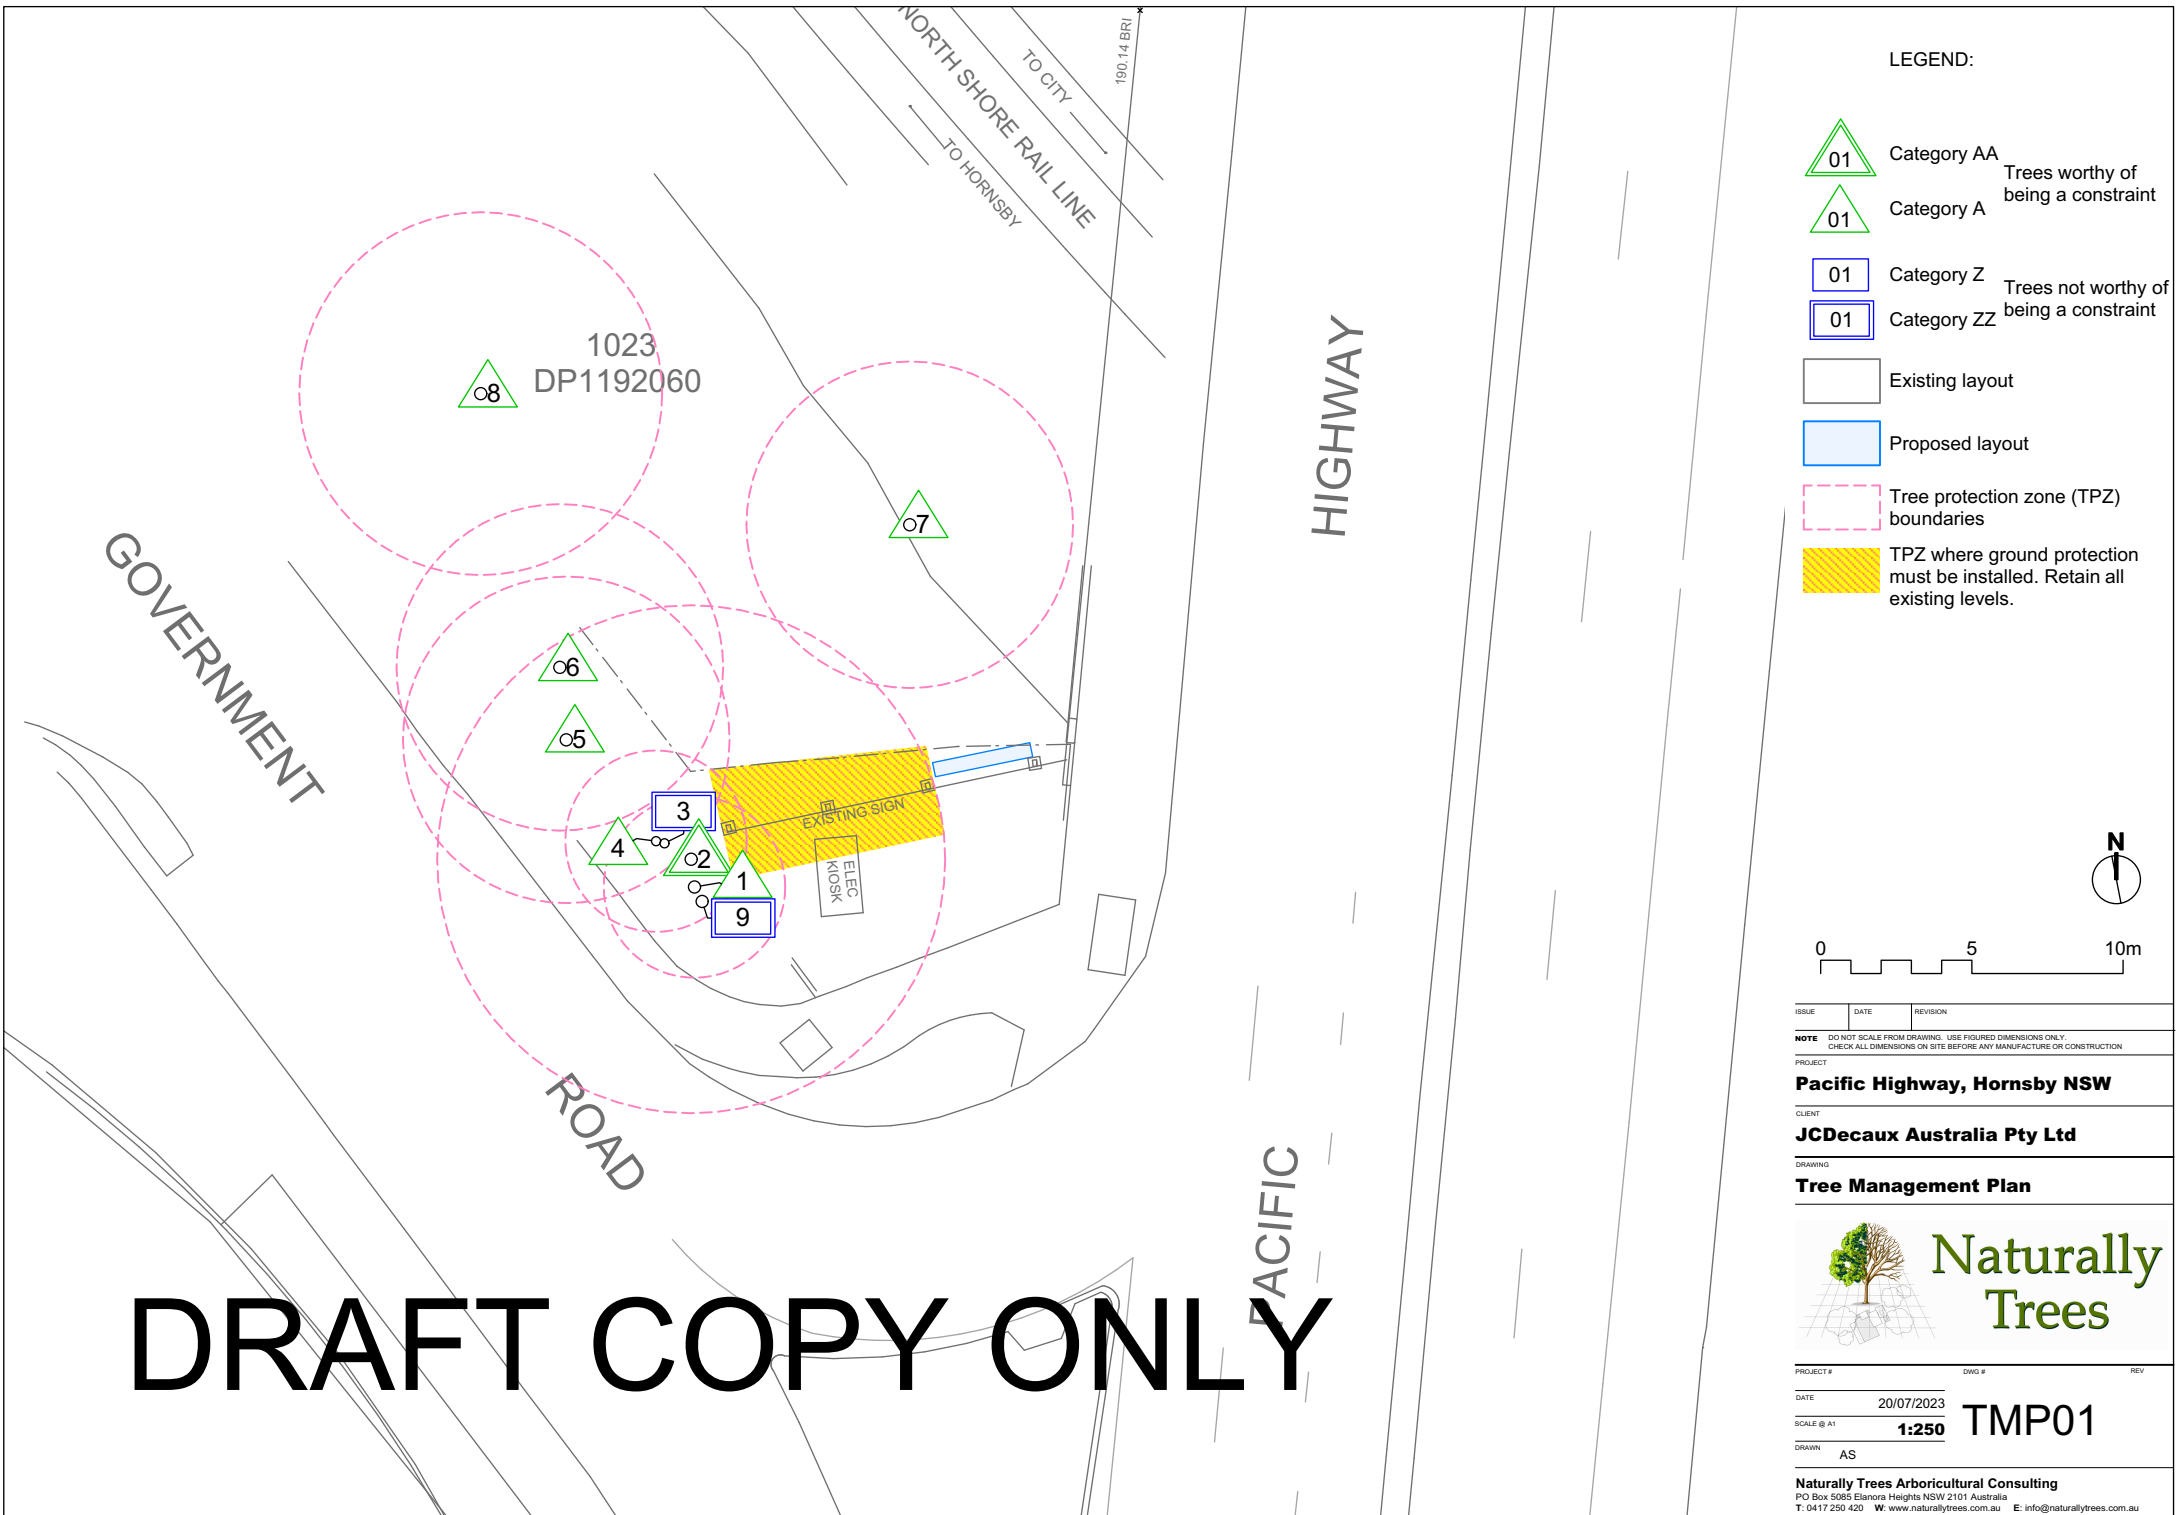 NORTH SHORE RAIL LINE
TO CITY
TO HORNSBY
190.14 BRI
1023
DP1192060
8
7
6
5
3
4
2
1
9
EXISTING SIGN
ELEC
KIOSK
GOVERNMENT
ROAD
HIGHWAY
PACIFIC
DRAFT COPY ONLY
LEGEND:
01
Category AA
01
Category A
Trees worthy of
being a constraint
01
Category Z
01
Category ZZ
Trees not worthy of
being a constraint
Existing layout
Proposed layout
Tree protection zone (TPZ)
boundaries
TPZ where ground protection
must be installed. Retain all
existing levels.
N
0 5 10m
ISSUE DATE REVISION
NOTE DO NOT SCALE FROM DRAWING. USE FIGURED DIMENSIONS ONLY.
CHECK ALL DIMENSIONS ON SITE BEFORE ANY MANUFACTURE OR CONSTRUCTION
PROJECT
Pacific Highway, Hornsby NSW
CLIENT
JCDecaux Australia Pty Ltd
DRAWING
Tree Management Plan
Naturally
Trees
PROJECT # DWG # REV
DATE 20/07/2023
SCALE @ A1 1:250
TMP01
DRAWN AS
Naturally Trees Arboricultural Consulting
PO Box 5085 Elanora Heights NSW 2101 Australia
T: 0417 250 420 W: www.naturallytrees.com.au E: info@naturallytrees.com.au